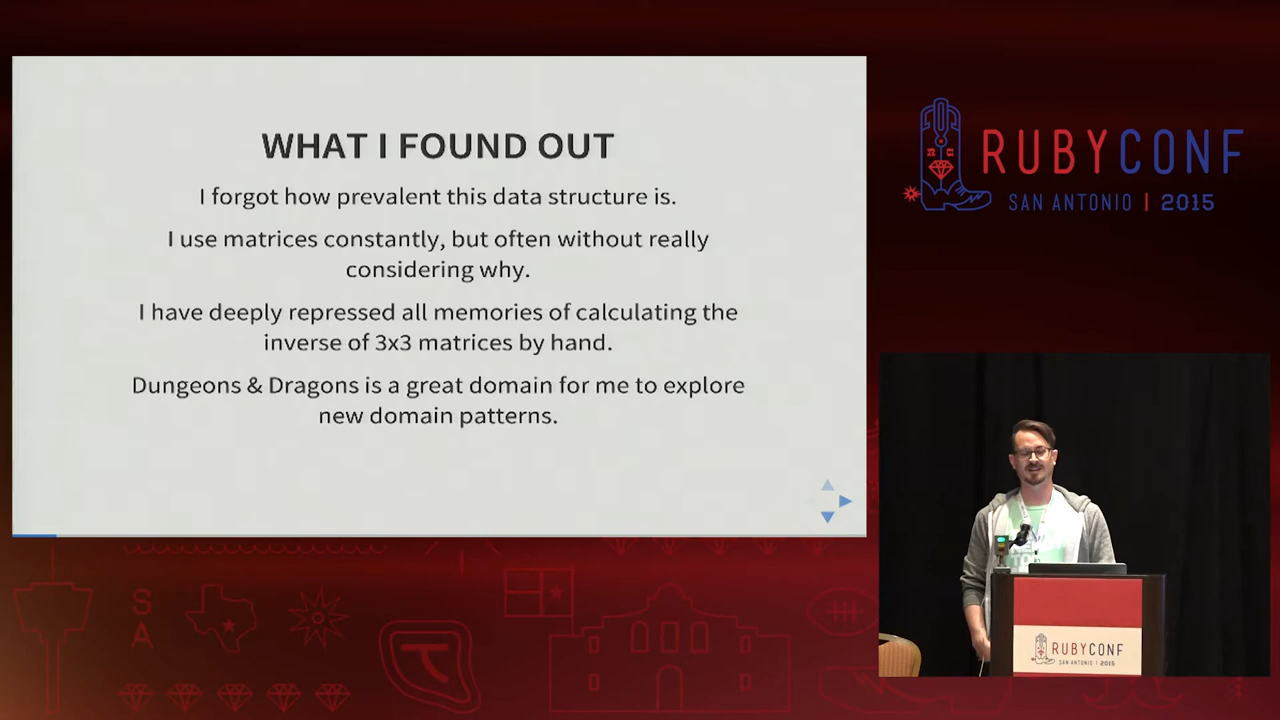 WHAT I FOUND OUT
I forgot how prevalent this data structure is.
I use matrices constantly, but often without really
considering why.
I have deeply repressed all memories of calculating the
inverse of 3x3 matrices by hand.
Dungeons & Dragons is a great domain for me to explore
new domain patterns.
RUBYCONF
SAN ANTONIO | 2015
S
A
RUBYCONF
SAN ANTONIO | 2015